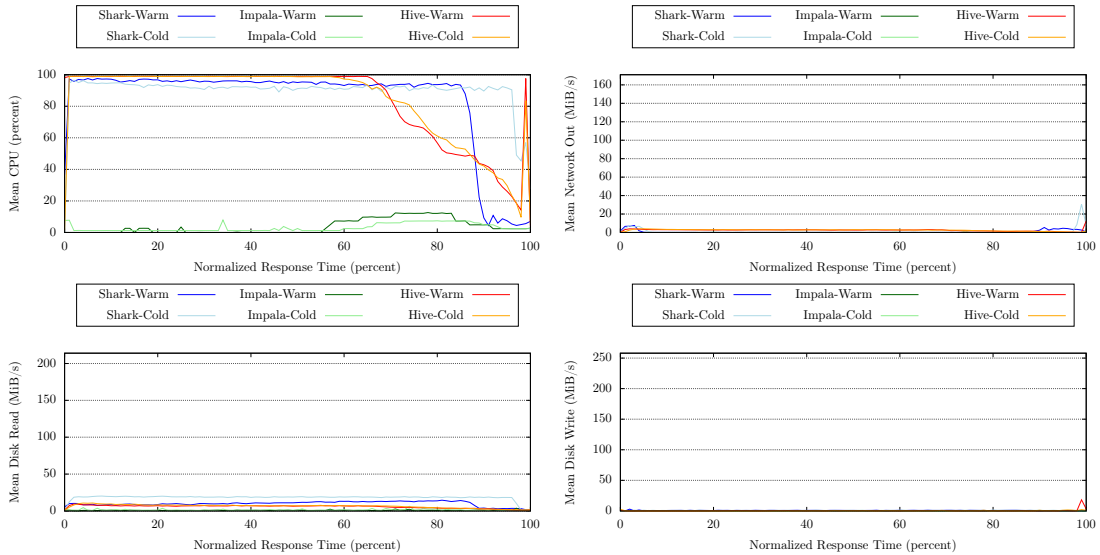 Shark-Warm Impala-Warm Hive-Warm
Shark-Cold Impala-Cold Hive-Cold
Mean CPU (percent)
100
80
60
40
20
0
0 20 40 60 80 100
Normalized Response Time (percent)
Shark-Warm Impala-Warm Hive-Warm
Shark-Cold Impala-Cold Hive-Cold
Mean Network Out (MiB/s)
160
140
120
100
80
60
40
20
0
0 20 40 60 80 100
Normalized Response Time (percent)
Shark-Warm Impala-Warm Hive-Warm
Shark-Cold Impala-Cold Hive-Cold
Mean Disk Read (MiB/s)
200
150
100
50
0
0 20 40 60 80 100
Normalized Response Time (percent)
Shark-Warm Impala-Warm Hive-Warm
Shark-Cold Impala-Cold Hive-Cold
Mean Disk Write (MiB/s)
250
200
150
100
50
0
0 20 40 60 80 100
Normalized Response Time (percent)